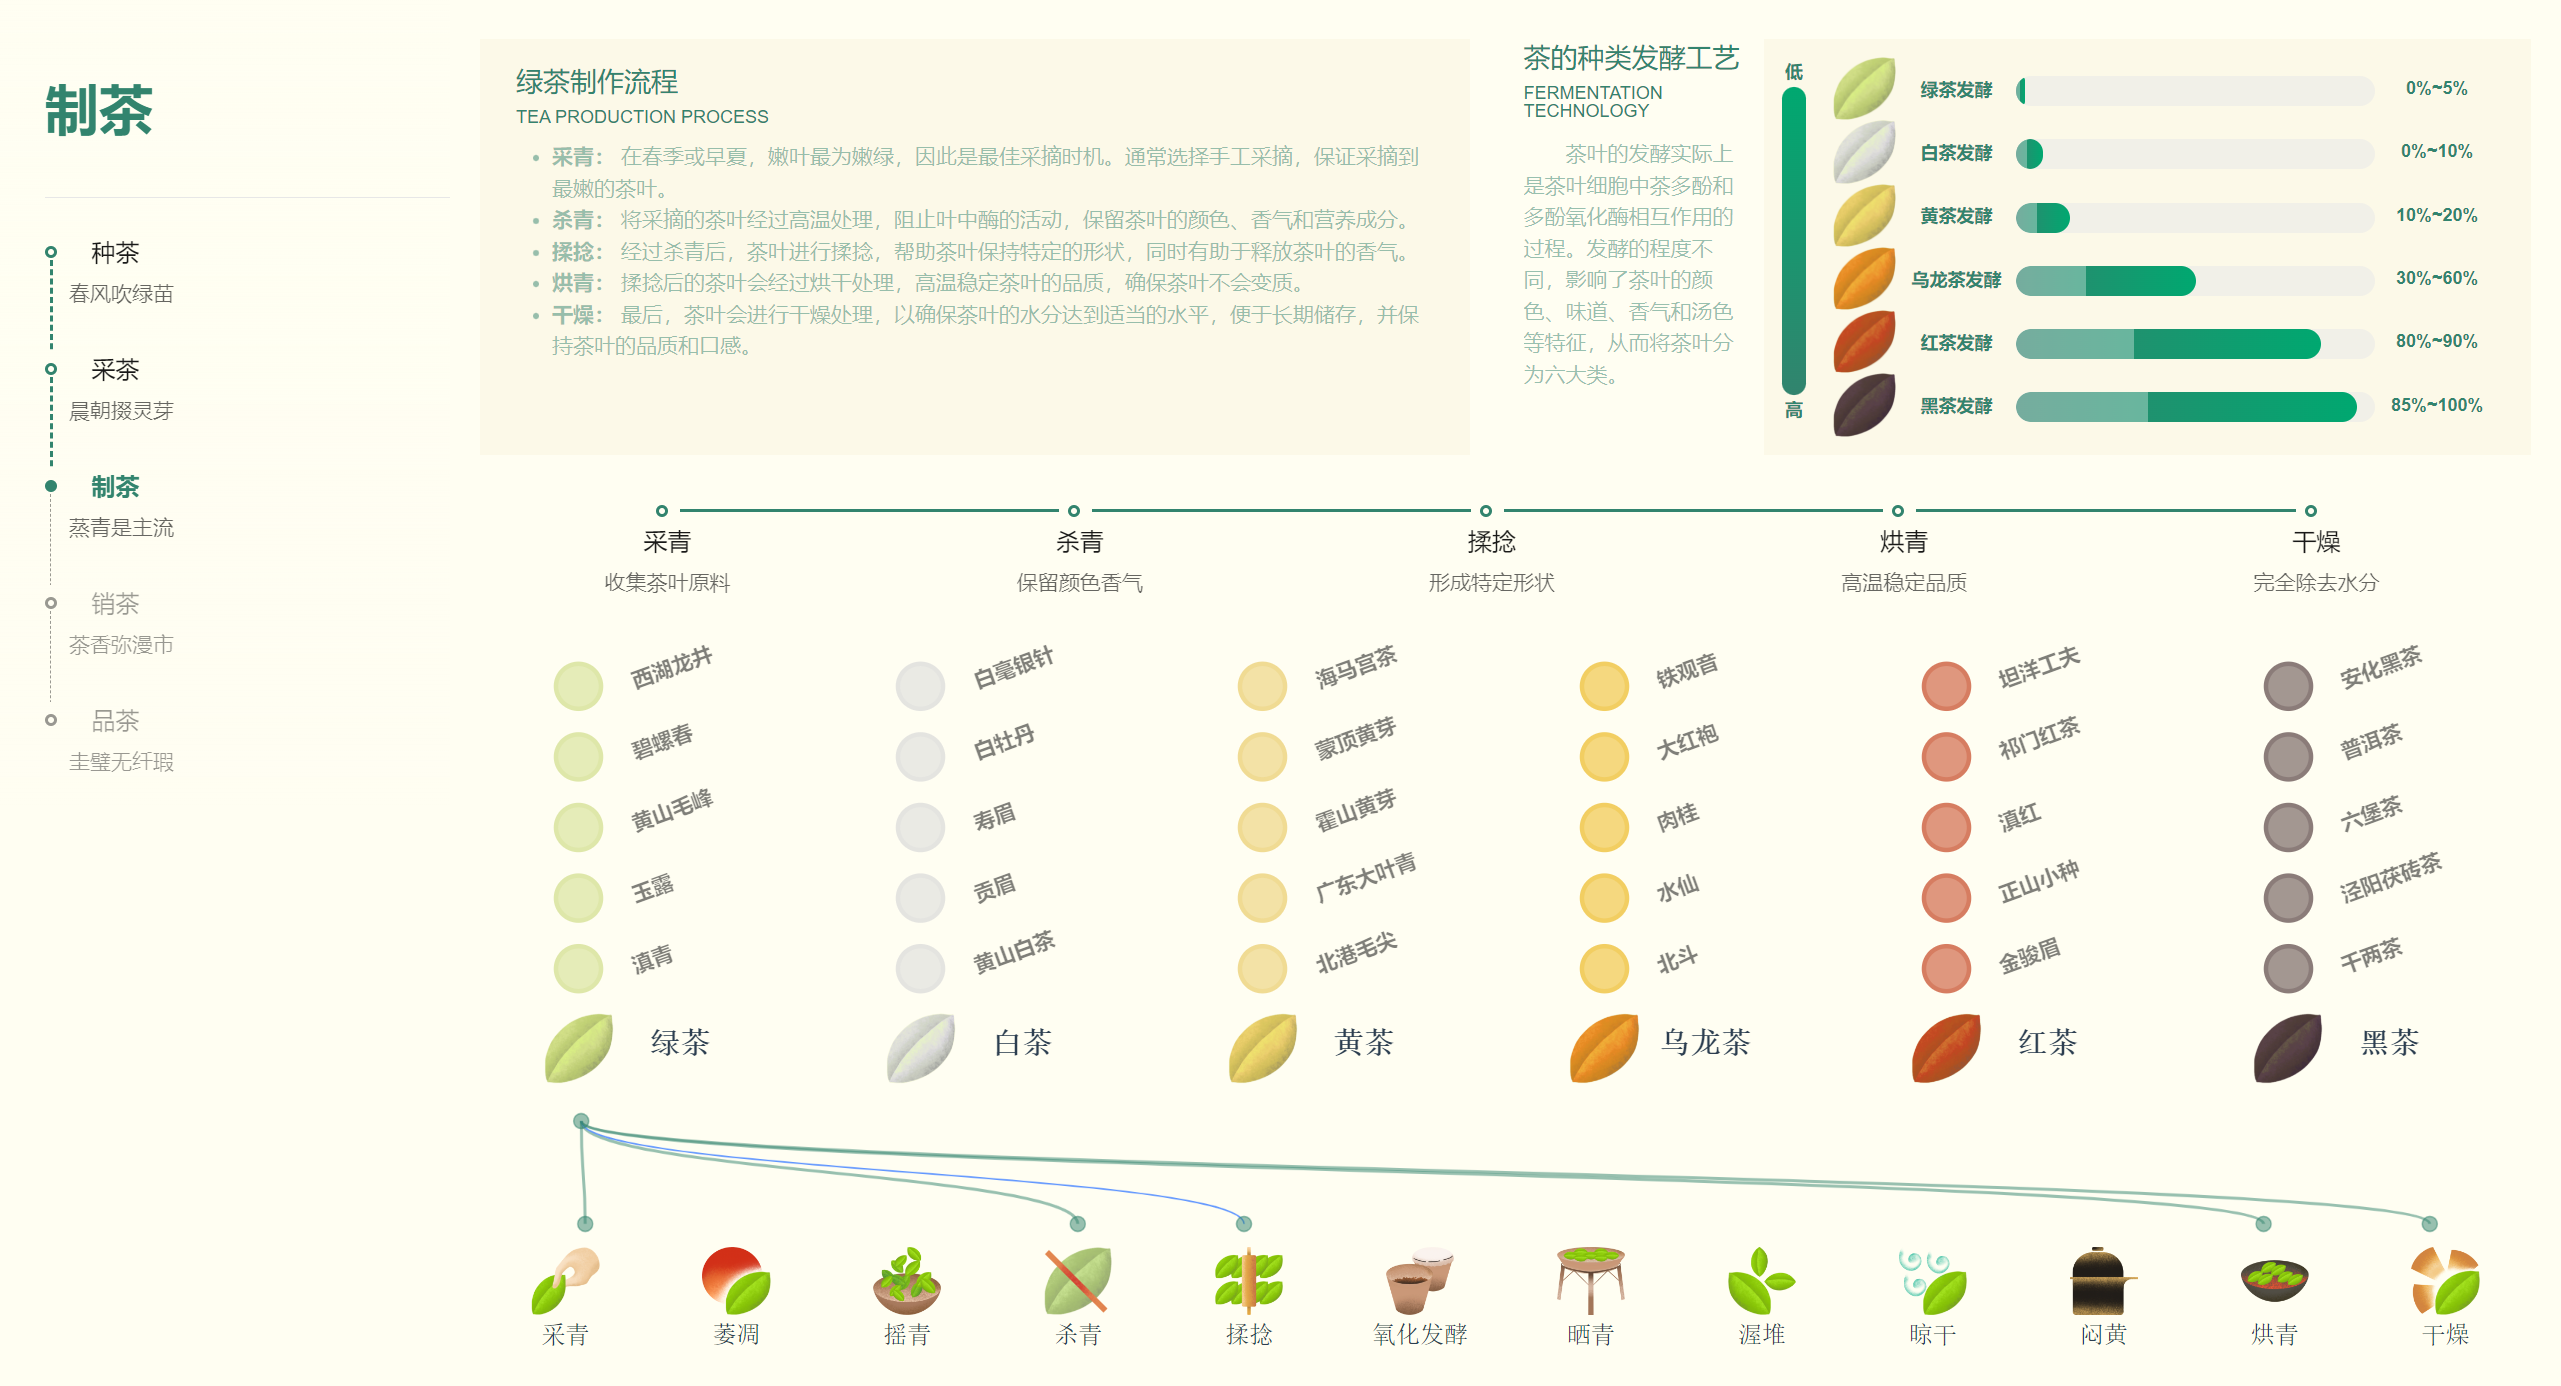 制茶
种茶
春风吹绿苗
采茶
晨朝掇灵芽
制茶
蒸青是主流
销茶
茶香弥漫市
品茶
圭璧无纤瑕
绿茶制作流程
TEA PRODUCTION PROCESS
• 采青： 在春季或早夏，嫩叶最为嫩绿，因此是最佳采摘时机。通常选择手工采摘，保证采摘到
最嫩的茶叶。
• 杀青： 将采摘的茶叶经过高温处理，阻止叶中酶的活动，保留茶叶的颜色、香气和营养成分。
• 揉捻： 经过杀青后，茶叶进行揉捻，帮助茶叶保持特定的形状，同时有助于释放茶叶的香气。
• 烘青： 揉捻后的茶叶会经过烘干处理，高温稳定茶叶的品质，确保茶叶不会变质。
• 干燥： 最后，茶叶会进行干燥处理，以确保茶叶的水分达到适当的水平，便于长期储存，并保
持茶叶的品质和口感。
茶的种类发酵工艺
FERMENTATION
TECHNOLOGY
茶叶的发酵实际上
是茶叶细胞中茶多酚和
多酚氧化酶相互作用的
过程。发酵的程度不
同，影响了茶叶的颜
色、味道、香气和汤色
等特征，从而将茶叶分
为六大类。
低
高
绿茶发酵 0%~5%
白茶发酵 0%~10%
黄茶发酵 10%~20%
乌龙茶发酵 30%~60%
红茶发酵 80%~90%
黑茶发酵 85%~100%
采青 杀青 揉捻 烘青 干燥
收集茶叶原料 保留颜色香气 形成特定形状 高温稳定品质 完全除去水分
西湖龙井 白毫银针 海马宫茶 铁观音 坦洋工夫 安化黑茶
碧螺春 白牡丹 蒙顶黄芽 大红袍 祁门红茶 普洱茶
黄山毛峰 寿眉 霍山黄芽 肉桂 滇红 六堡茶
玉露 贡眉 广东大叶青 水仙 正山小种 泾阳茯砖茶
滇青 黄山白茶 北港毛尖 北斗 金骏眉 千两茶
绿茶 白茶 黄茶 乌龙茶 红茶 黑茶
采青 萎凋 摇青 杀青 揉捻 氧化发酵 晒青 渥堆 晾干 闷黄 烘青 干燥